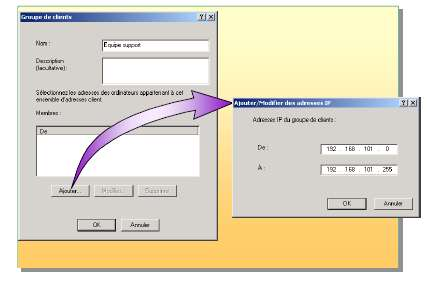 Groupe de clients
Nom :
Equipe support
Description
(facultative):
Sélectionnez les adresses des ordinateurs appartenant à cet
ensemble d'adresses client
Membres :
De
Ajouter...
Modifier...
Supprimer
OK
Annuler
Ajouter/Modifier des adresses IP
Adresses IP du groupe de clients :
De :
192 168 101 0
A :
192 168 101 255
OK
Annuler